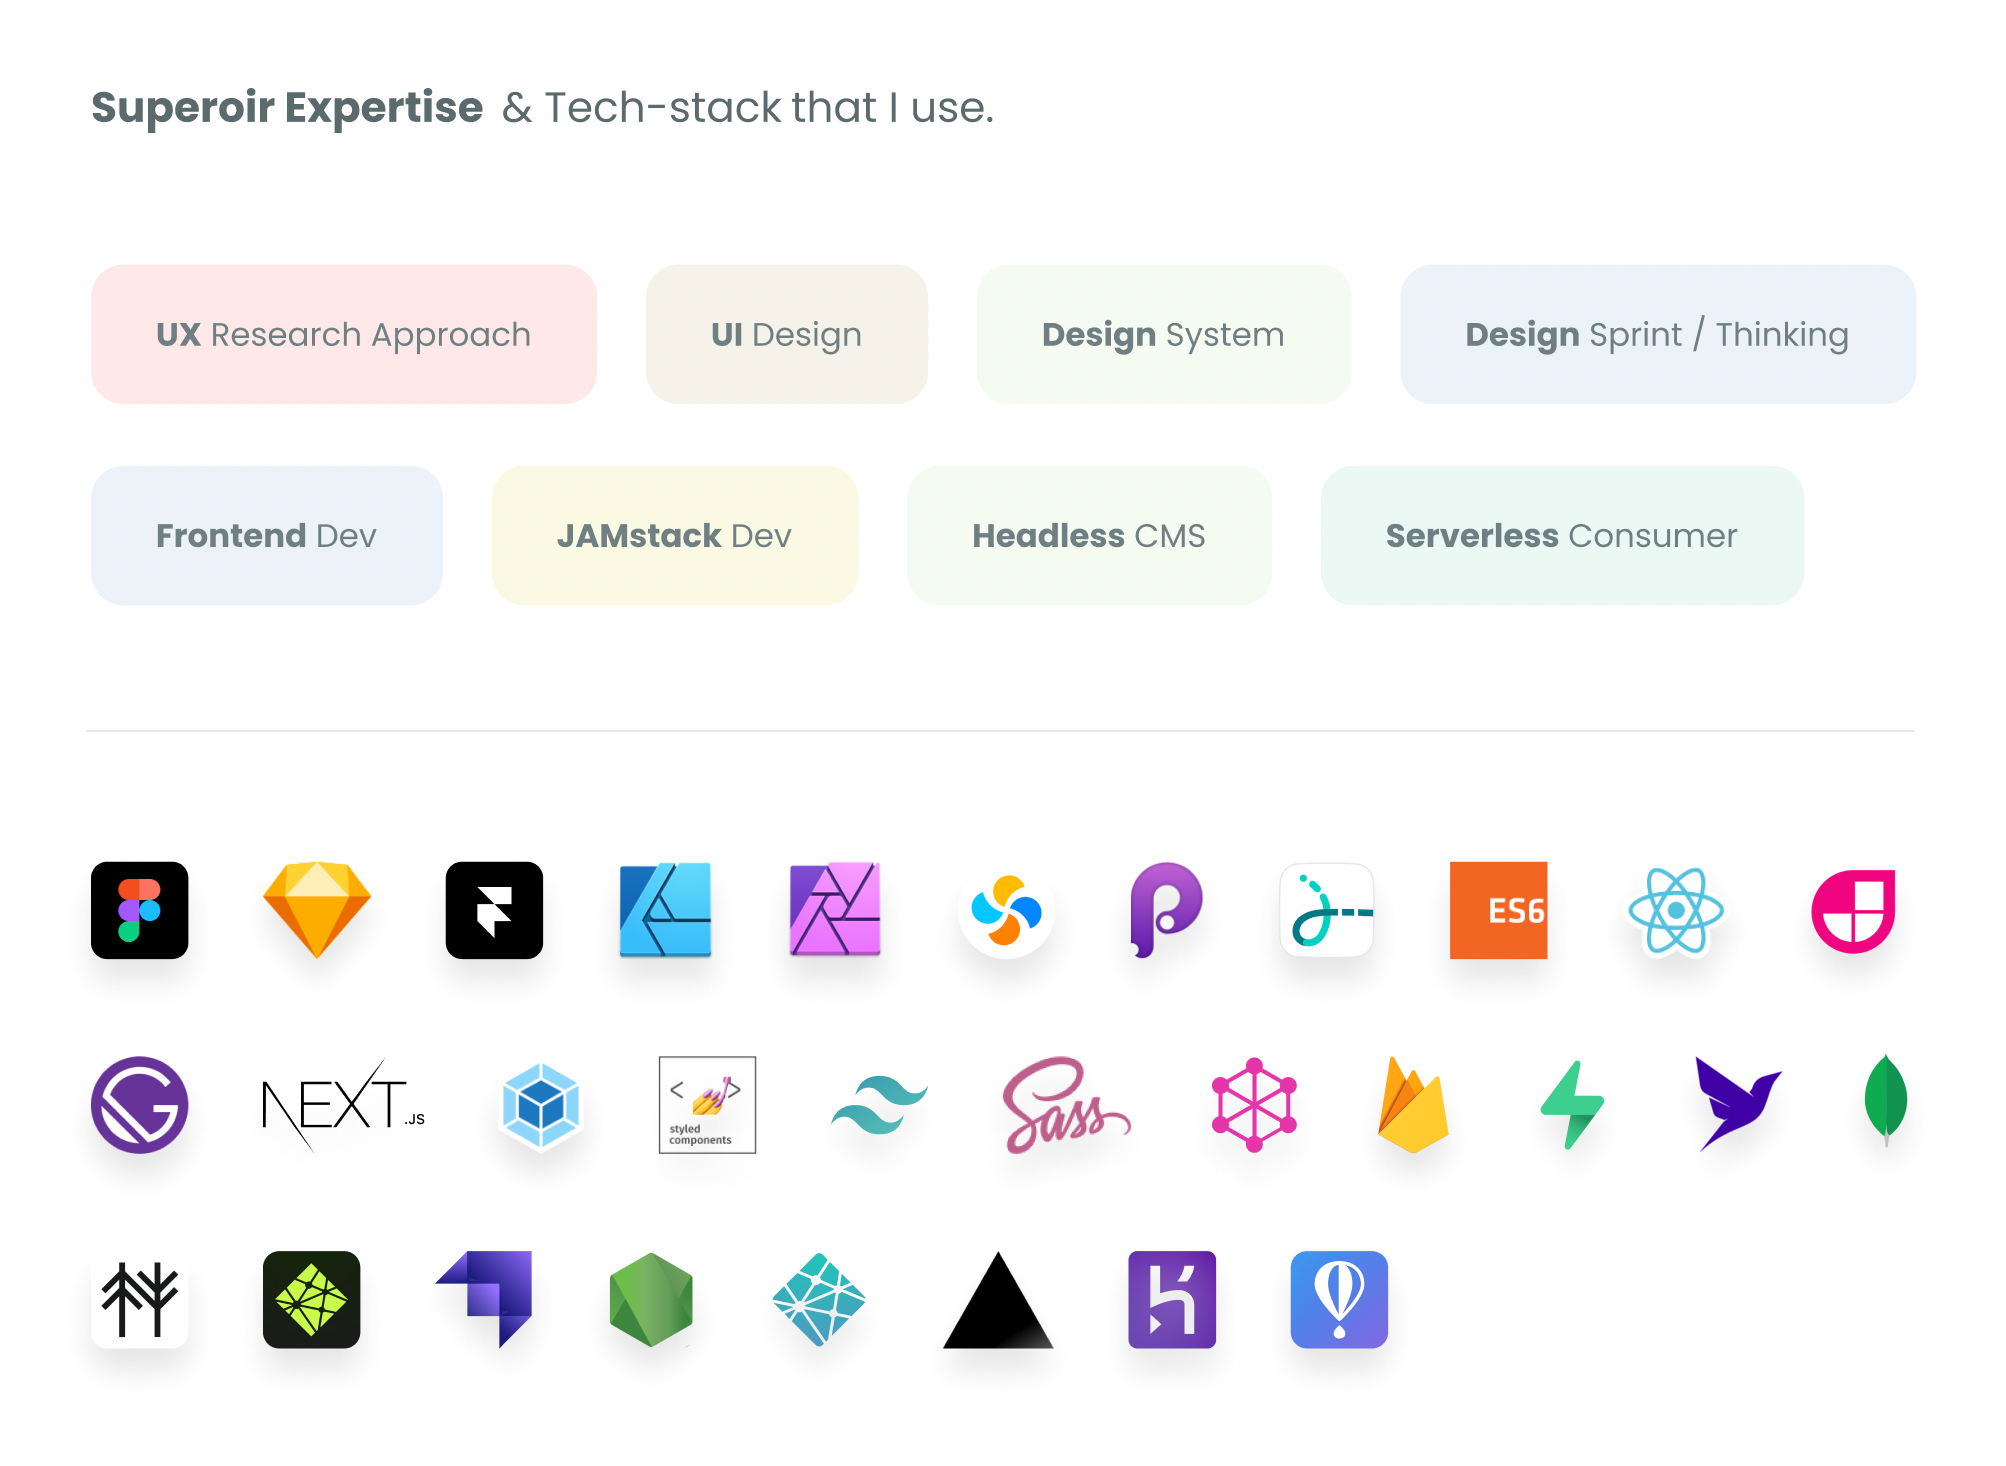 Superoir Expertise & Tech-stack that I use.
UX Research Approach
UI Design
Design System
Design Sprint / Thinking
Frontend Dev
JAMstack Dev
Headless CMS
Serverless Consumer
ES6
NEXT.JS
< >
styled
components
Sass